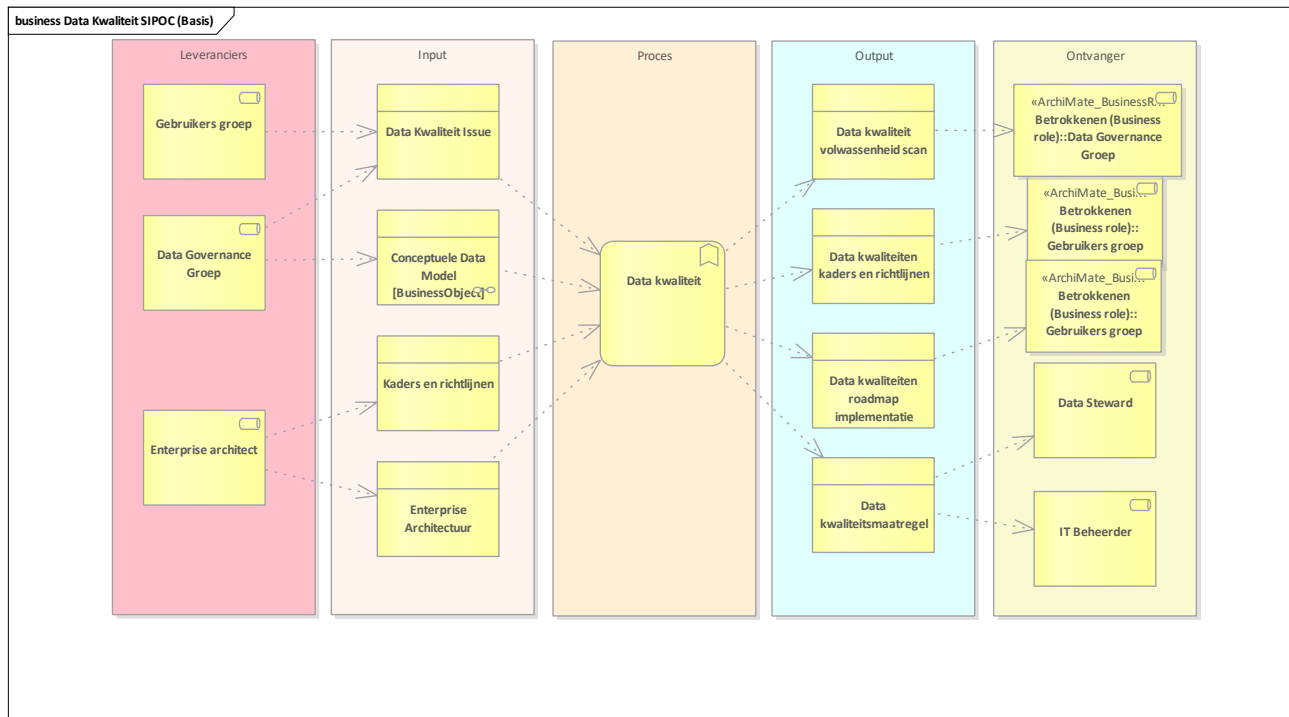 business Data Kwaliteit SIPOC (Basis)
Leveranciers
Gebruikers groep
Data Governance
Groep
Enterprise architect
Input
Data Kwaliteit Issue
Conceptuele Data
Model
[BusinessObject]
Kaders en richtlijnen
Enterprise
Architectuur
Proces
Data kwaliteit
Output
Data kwaliteit
volwassenheid scan
Data kwaliteiten
kaders en richtlijnen
Data kwaliteiten
roadmap
implementatie
Data
kwaliteitsmaatregel
Ontvanger
«ArchiMate_BusinessR...
Betrokkenen (Business
role)::Data Governance
Groep
«ArchiMate_Busi...
Betrokkenen
(Business role)::
Gebruikers groep
«ArchiMate_Busi...
Betrokkenen
(Business role)::
Gebruikers groep
Data Steward
IT Beheerder